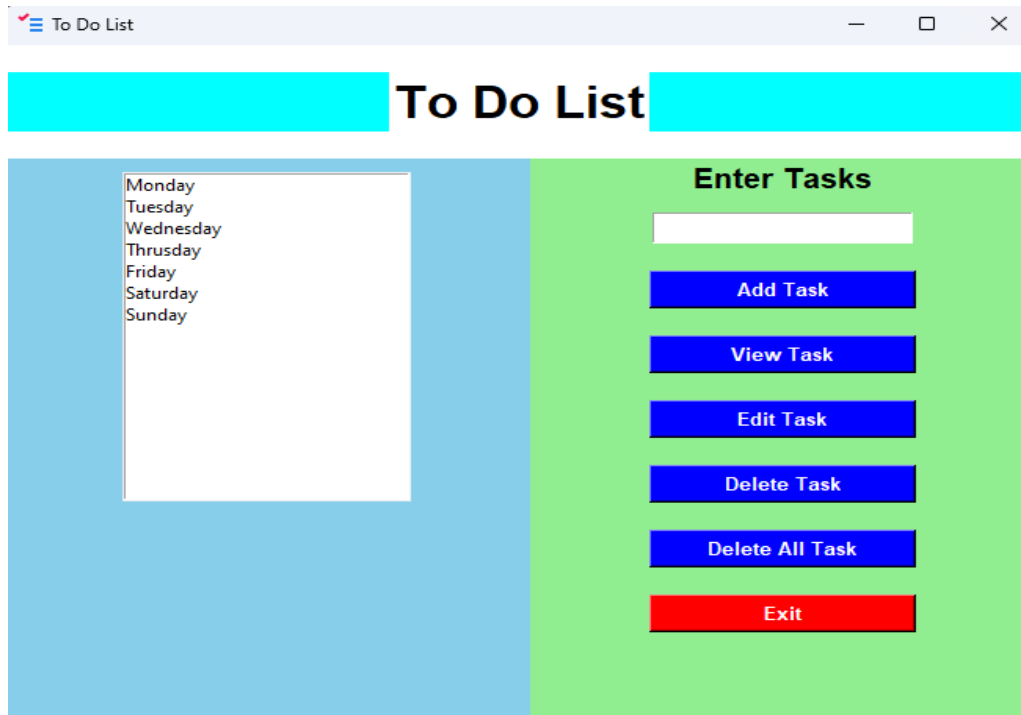 To Do List
To Do List
Monday
Tuesday
Wednesday
Thrusday
Friday
Saturday
Sunday
Enter Tasks
Add Task
View Task
Edit Task
Delete Task
Delete All Task
Exit